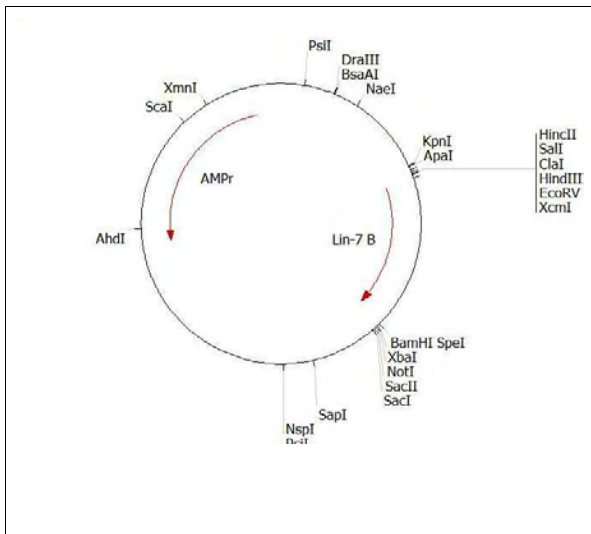 PsiI
DraIII
BsaAI
NaeI
XmnI
ScaI
KpnI
ApaI
HincII
SalI
ClaI
HindIII
EcoRV
XcmI
AMPr
Lin-7 B
AhdI
BamHI SpeI
XbaI
NotI
SacII
SacI
SapI
NspI